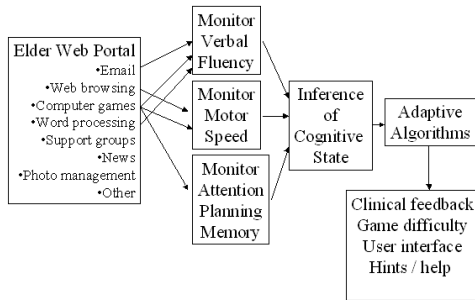 Elder Web Portal
•Email
•Web browsing
•Computer games
•Word processing
•Support groups
•News
•Photo management
•Other
Monitor
Verbal
Fluency
Monitor
Motor
Speed
Monitor
Attention
Planning
Memory
Inference
of
Cognitive
State
Adaptive
Algorithms
Clinical feedback
Game difficulty
User interface
Hints / help